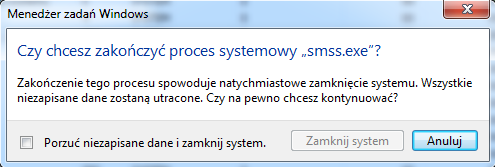 Menedżer zadań Windows
Czy chcesz zakończyć proces systemowy „smss.exe”?
Zakończenie tego procesu spowoduje natychmiastowe zamknięcie systemu. Wszystkie
niezapisane dane zostaną utracone. Czy na pewno chcesz kontynuować?
Porzuć niezapisane dane i zamknij system.
Zamknij system
Anuluj